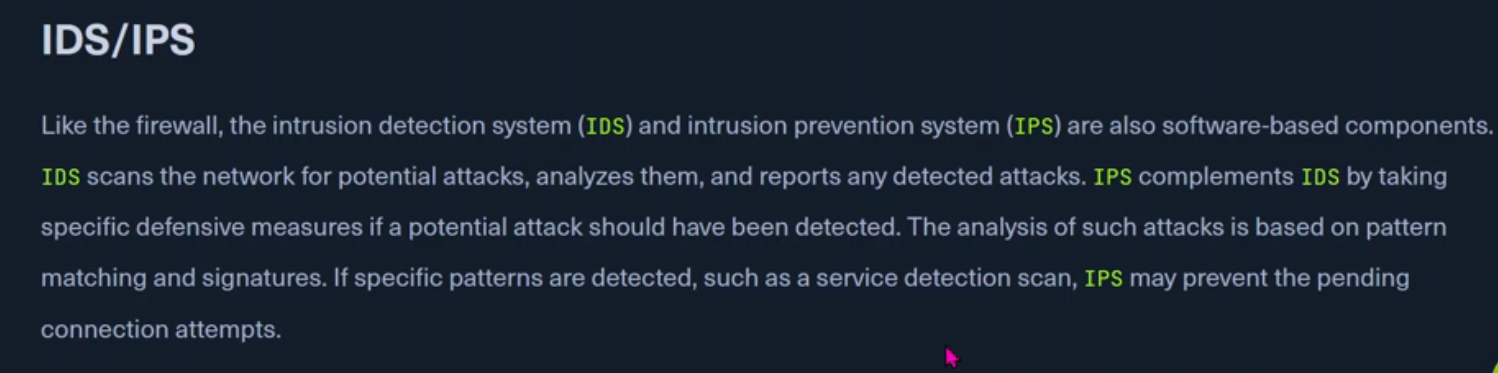 IDS/IPS
Like the firewall, the intrusion detection system (IDS) and intrusion prevention system (IPS) are also software-based components.
IDS scans the network for potential attacks, analyzes them, and reports any detected attacks. IPS complements IDS by taking
specific defensive measures if a potential attack should have been detected. The analysis of such attacks is based on pattern
matching and signatures. If specific patterns are detected, such as a service detection scan, IPS may prevent the pending
connection attempts.